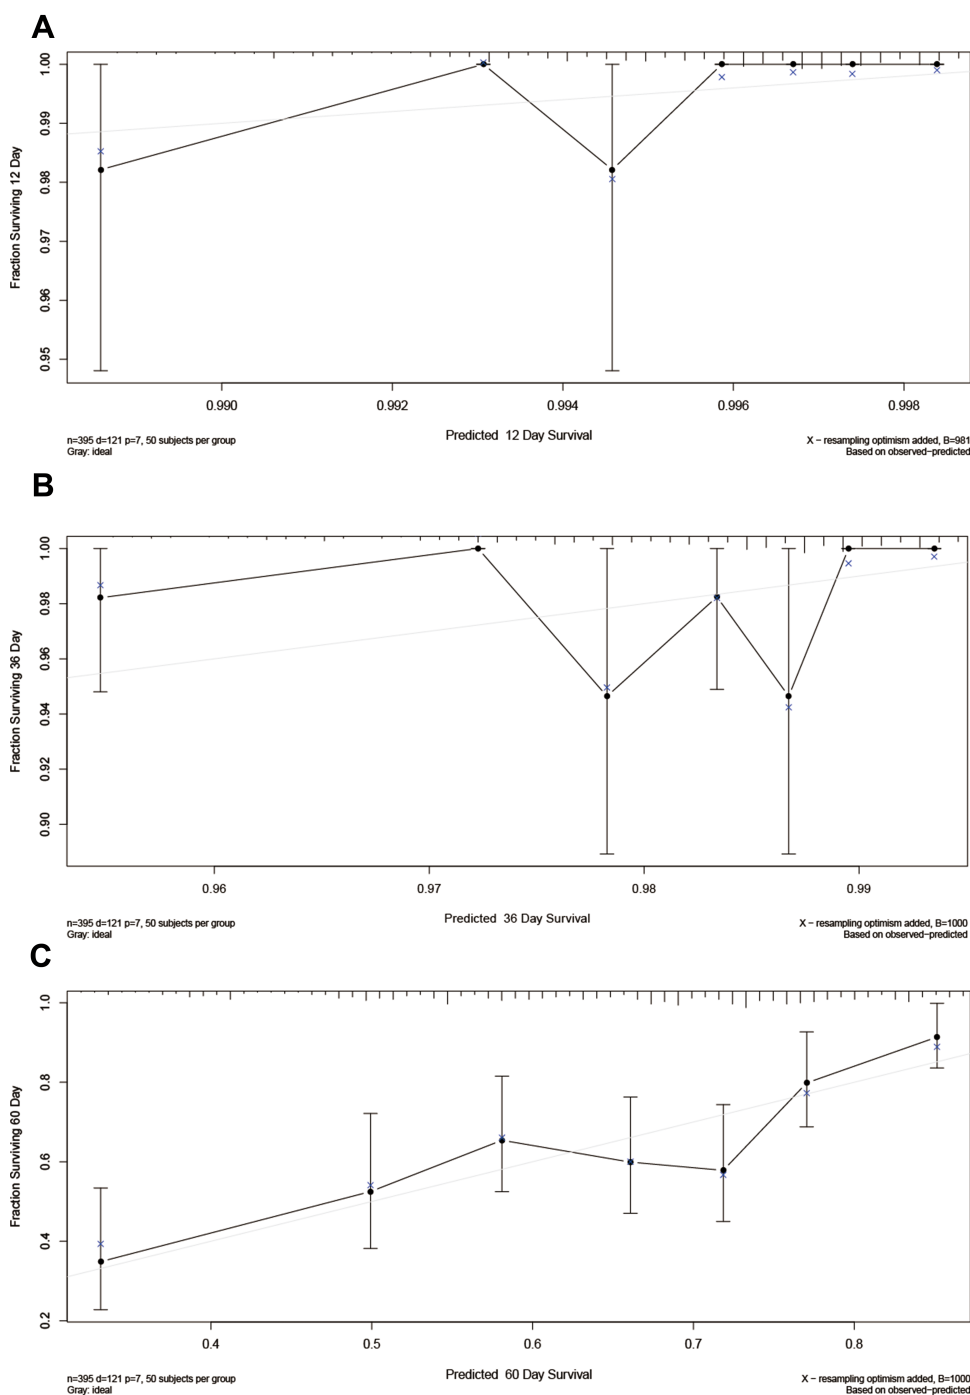 A
1.00
0.99
0.98
0.97
0.96
0.95
Fraction Surviving 12 Day
0.990 0.992 0.994 0.996 0.998
Predicted 12 Day Survival
n=395 d=121 p=7, 50 subjects per group
Gray: ideal
X − resampling optimism added, B=981
Based on observed−predicted
B
1.00
0.98
0.96
0.94
0.92
0.90
Fraction Surviving 36 Day
0.96 0.97 0.98 0.99
Predicted 36 Day Survival
n=395 d=121 p=7, 50 subjects per group
Gray: ideal
X − resampling optimism added, B=1000
Based on observed−predicted
C
1.0
0.8
0.6
0.4
0.2
Fraction Surviving 60 Day
0.4 0.5 0.6 0.7 0.8
Predicted 60 Day Survival
n=395 d=121 p=7, 50 subjects per group
Gray: ideal
X − resampling optimism added, B=1000
Based on observed−predicted